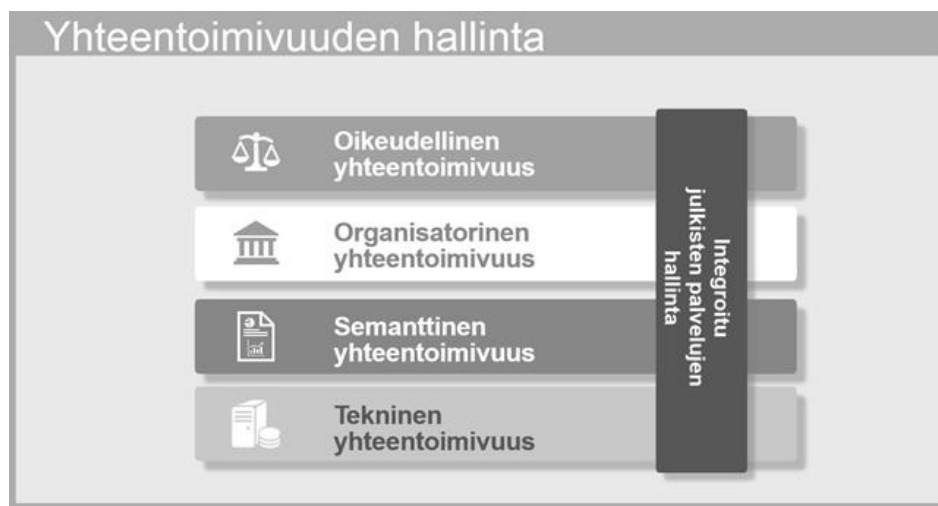 Yhteentoimivuuden hallinta
Oikeudellinen
yhteentoimivuus
Organisatorinen
yhteentoimivuus
Semanttinen
yhteentoimivuus
Tekninen
yhteentoimivuus
Integroitu
julkisten palvelujen
hallinta